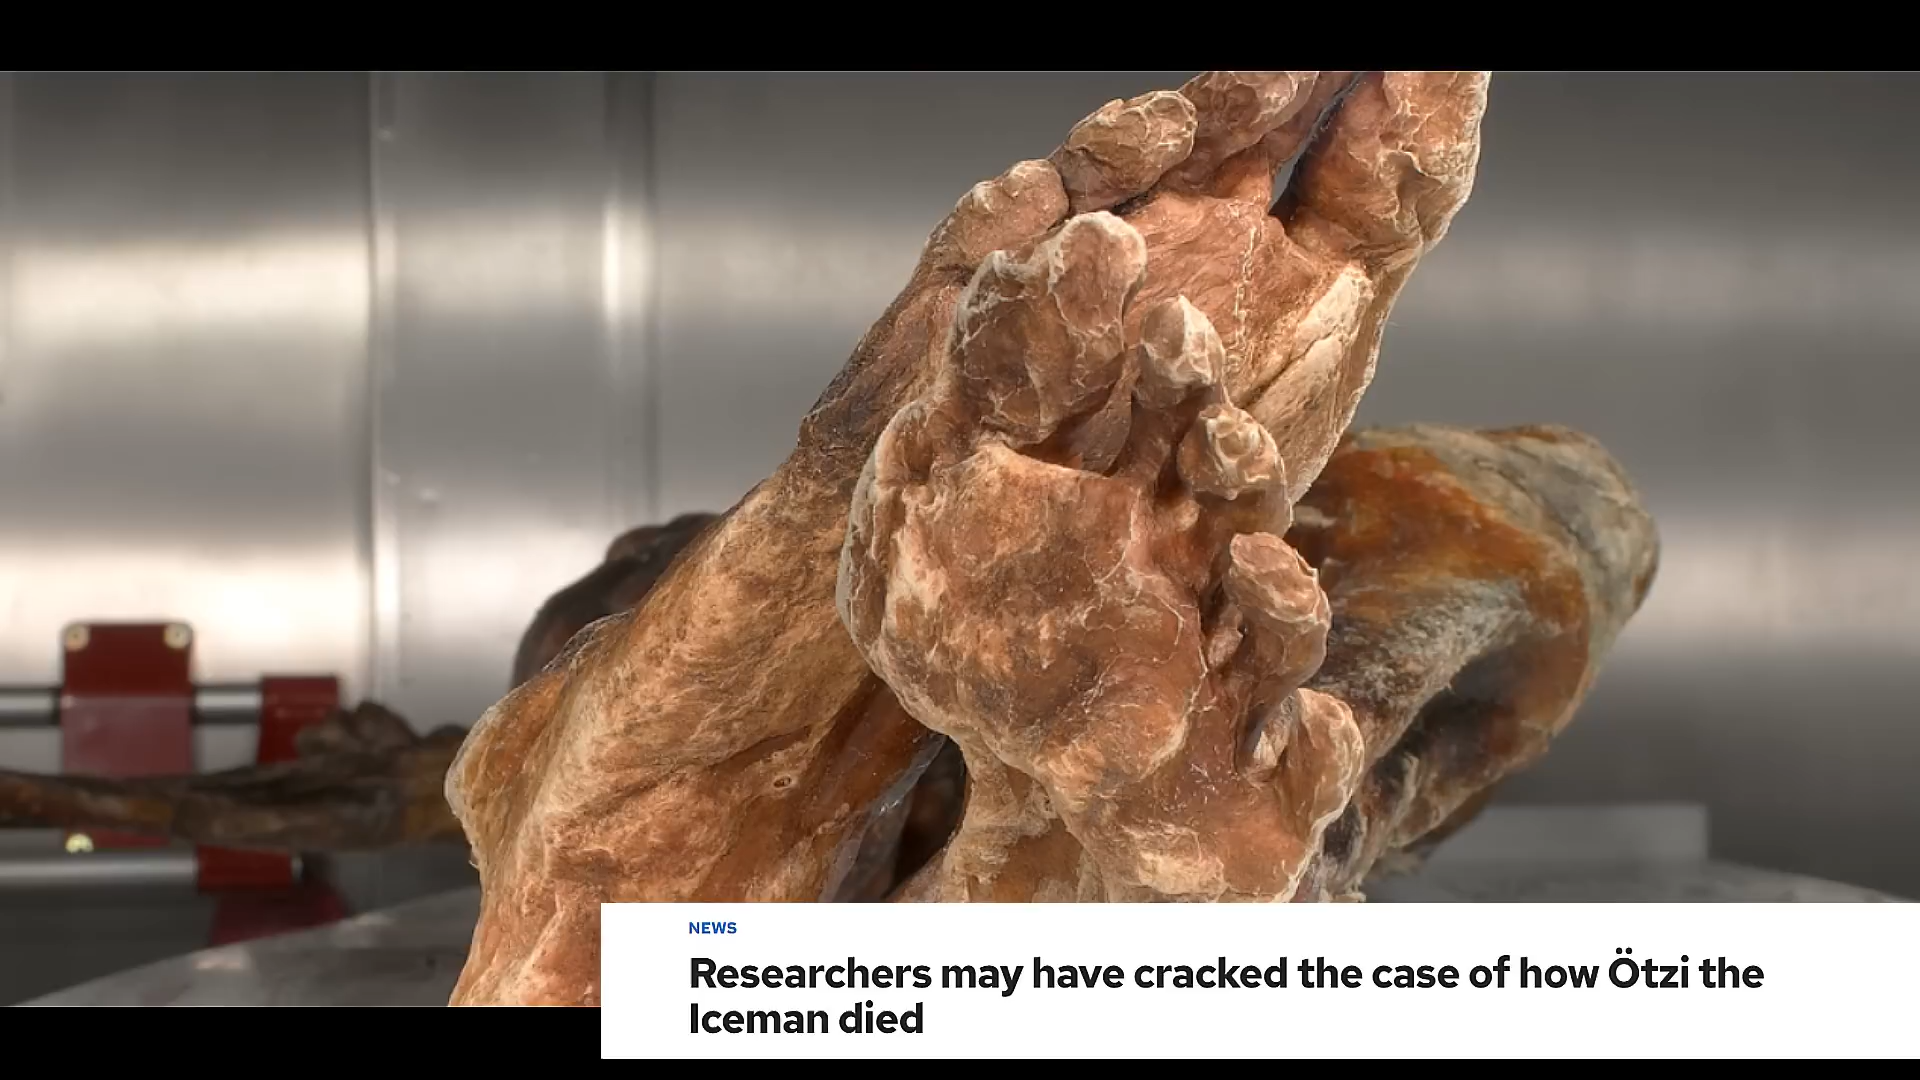 NEWS
Researchers may have cracked the case of how Ötzi the
Iceman died